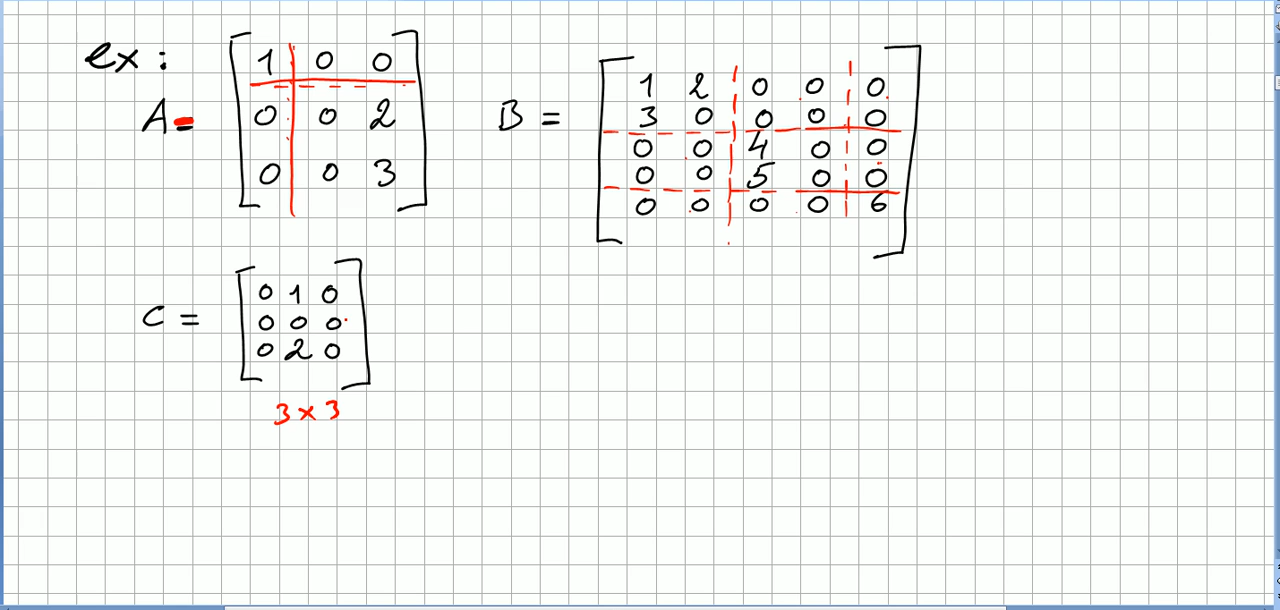 ex:
A= [1 0 0
0 0 2
0 0 3]
B = [1 2 0 0 0
3 0 0 0 0
0 0 4 0 0
0 0 5 0 0
0 0 0 0 6]
C = [0 1 0
0 0 0
0 2 0]
3 x 3